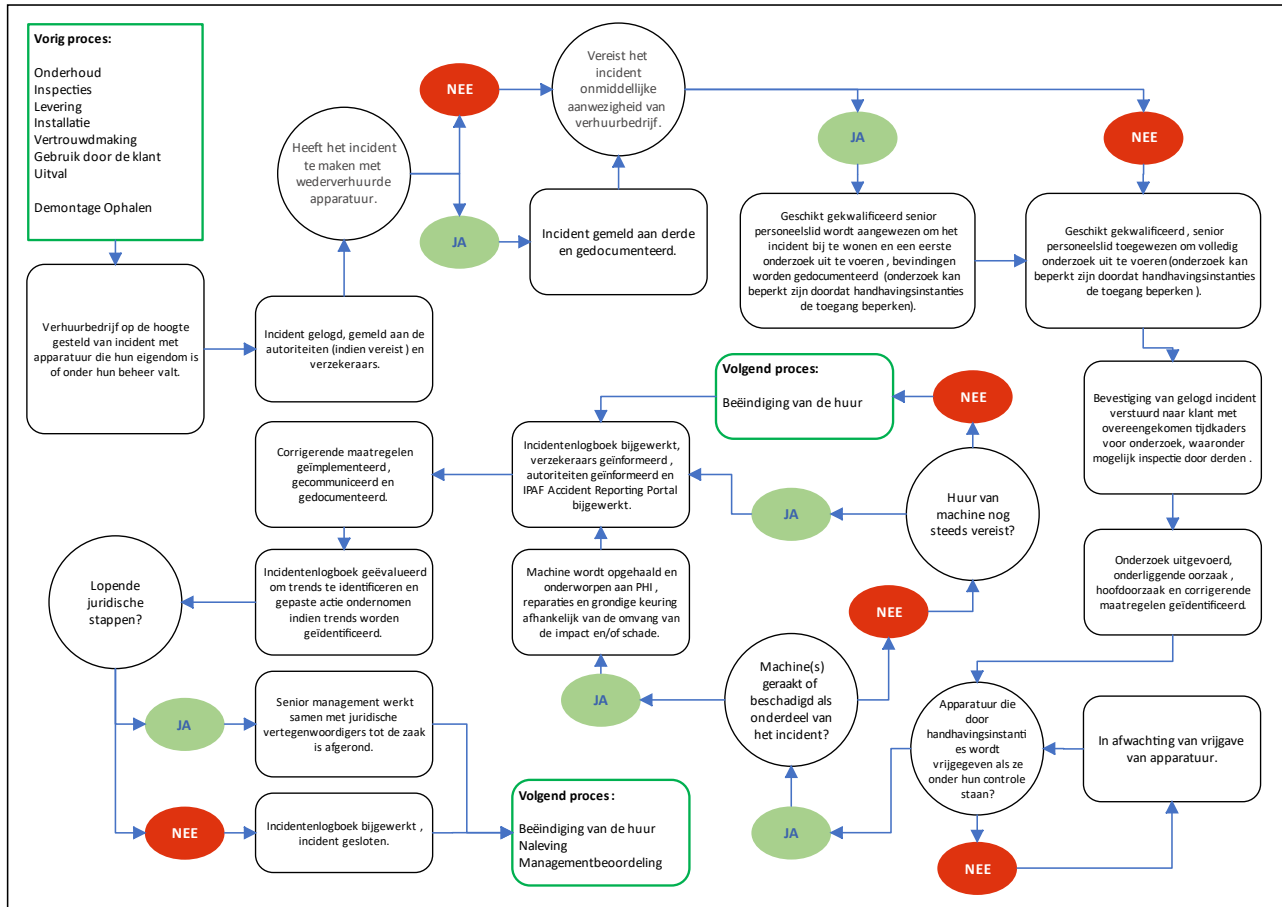 Vorig proces:
Onderhoud
Inspecties
Levering
Installatie
Vertrouwdmaking
Gebruik door de klant
Uitval
Demontage Ophalen
Verhuurbedrijf op de hoogte
gesteld van incident met
apparatuur die hun eigendom is
of onder hun beheer valt.
Incident gelogd, gemeld aan de
autoriteiten (indien vereist ) en
verzekeraars.
Heeft het incident
te maken met
wederverhuurde
apparatuur.
NEE
JA
Incident gemeld aan derde
en gedocumenteerd.
Vereist het
incident
onmiddellijke
aanwezigheid van
verhuurbedrijf.
JA
NEE
Geschikt gekwalificeerd senior
personeelslid wordt aangewezen om het
incident bij te wonen en een eerste
onderzoek uit te voeren , bevindingen
worden gedocumenteerd (onderzoek kan
beperkt zijn doordat handhavingsinstanties
de toegang beperken).
Geschikt gekwalificeerd , senior
personeelslid toegewezen om volledig
onderzoek uit te voeren (onderzoek kan
beperkt zijn doordat handhavingsinstanties
de toegang beperken ).
Bevestiging van gelogd incident
verstuurd naar klant met
overeengekomen tijdkaders
voor onderzoek, waaronder
mogelijk inspectie door derden .
Onderzoek uitgevoerd,
onderliggende oorzaak ,
hoofdoorzaak en corrigerende
maatregelen geïdentificeerd.
Apparatuur die
door
handhavingsinstanti
es wordt
vrijgegeven als ze
onder hun controle
staan?
NEE
In afwachting van vrijgave
van apparatuur.
JA
Machine(s)
geraakt of
beschadigd als
onderdeel van
het incident?
NEE
JA
Huur van
machine nog
steeds vereist?
NEE
JA
Volgend proces:
Beëindiging van de huur
Machine wordt opgehaald en
onderworpen aan PHI ,
reparaties en grondige keuring
afhankelijk van de omvang van
de impact en/of schade.
Incidentenlogboek bijgewerkt,
verzekeraars geïnformeerd ,
autoriteiten geïnformeerd en
IPAF Accident Reporting Portal
bijgewerkt.
Corrigerende maatregelen
geïmplementeerd ,
gecommuniceerd en
gedocumenteerd.
Incidentenlogboek geëvalueerd
om trends te identificeren en
gepaste actie ondernomen
indien trends worden
geïdentificeerd.
Lopende
juridische
stappen?
JA
Senior management werkt
samen met juridische
vertegenwoordigers tot de zaak
is afgerond.
NEE
Incidentenlogboek bijgewerkt ,
incident gesloten.
Volgend proces :
Beëindiging van de huur
Naleving
Managementbeoordeling